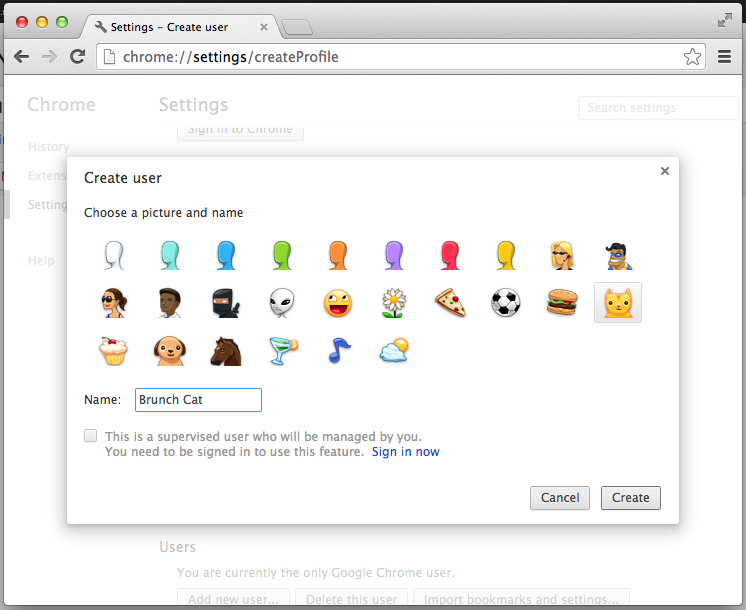 Settings – Create user
chrome://settings/createProfile
Chrome
Settings
Search settings
Sign in to Chrome
History
Exten
Setting
Help
Create user
Choose a picture and name
Name:
Brunch Cat
This is a supervised user who will be managed by you.
You need to be signed in to use this feature. Sign in now
Cancel
Create
Users
You are currently the only Google Chrome user.
Add new user...
Delete this user
Import bookmarks and settings...